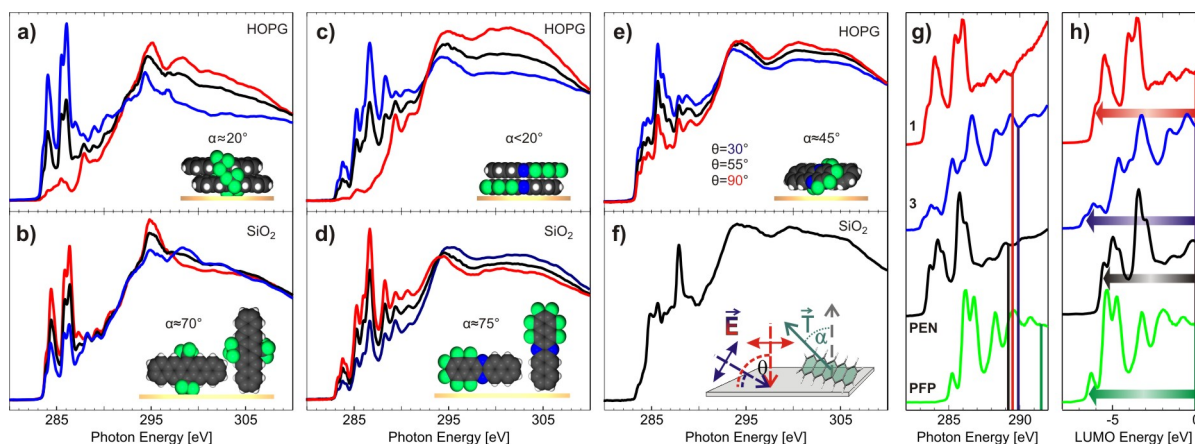 a)
HOPG
α≈20°
b)
SiO₂
α≈70°
285 295 305
Photon Energy [eV]
c)
HOPG
α<20°
d)
SiO₂
α≈75°
285 295 305
Photon Energy [eV]
e)
HOPG
α≈45°
θ=30°
θ=55°
θ=90°
f)
SiO₂
E
θ
T
α
285 295 305
Photon Energy [eV]
g)
1
3
PEN
PFP
285 290
Photon Energy [eV]
h)
-5 0
LUMO Energy [eV]